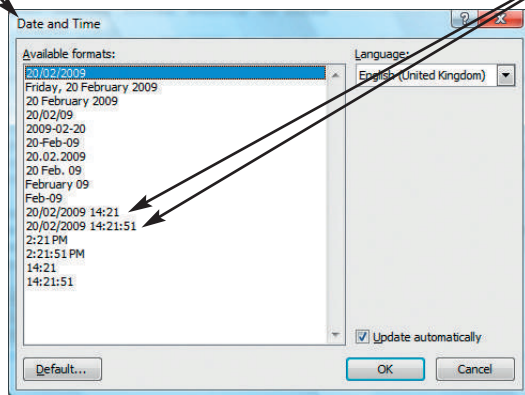 Date and Time
Available formats:
Language:
20/02/2009
English (United Kingdom)
Friday, 20 February 2009
20 February 2009
20/02/09
2009-02-20
20-Feb-09
20.02.2009
20 Feb. 09
February 09
Feb-09
20/02/2009 14:21
20/02/2009 14:21:51
2:21 PM
2:21:51 PM
14:21
14:21:51
Update automatically
Default...
OK
Cancel